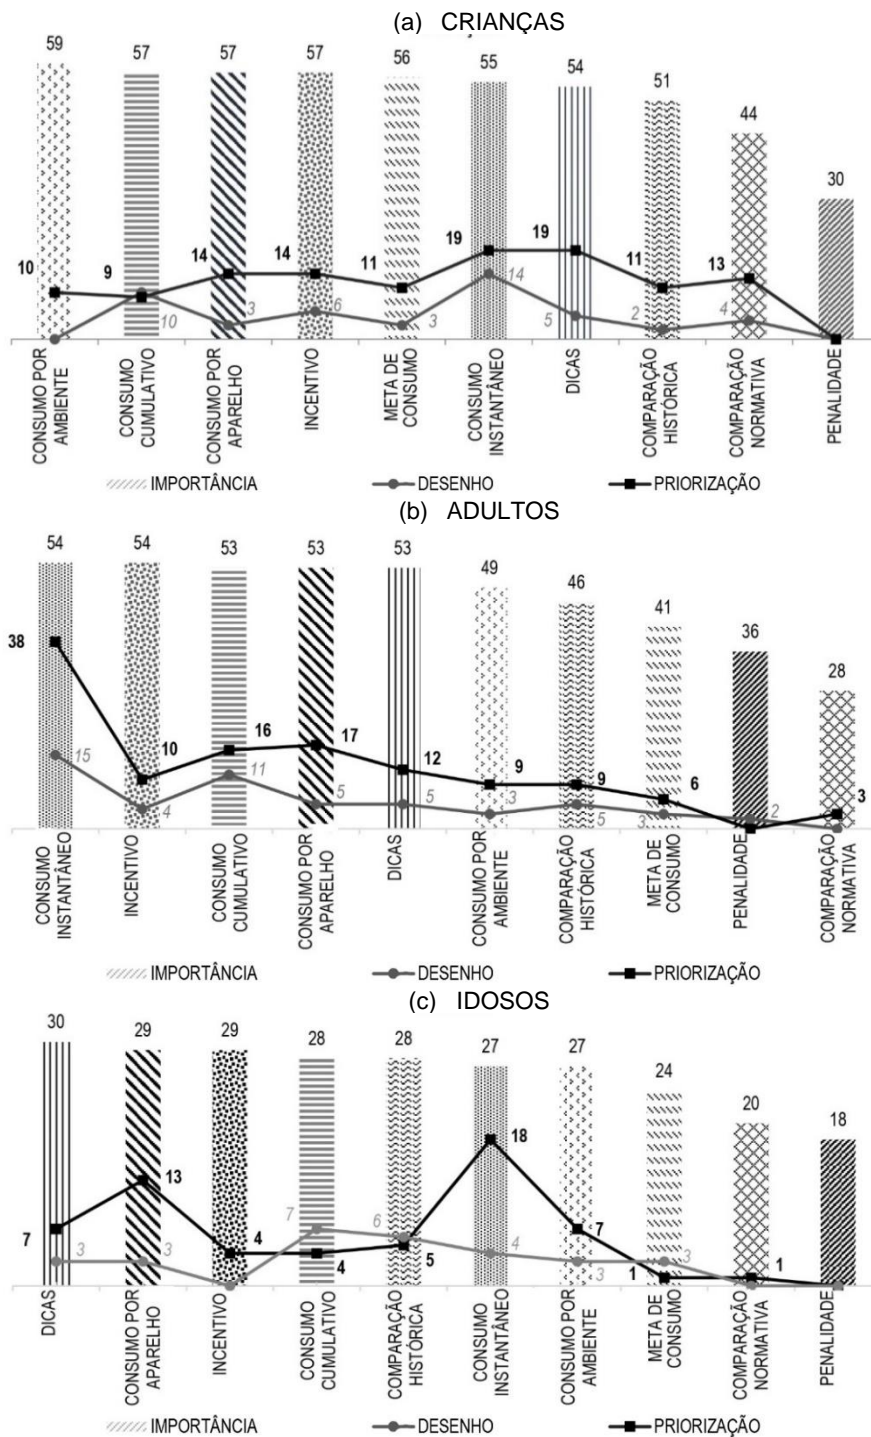 (a) CRIANÇAS
59 57 57 57 56 55 54 51 44 30
10 9 14 14 11 19 19 11 13
10 3 6 3 14 5 2 4
CONSUMO POR
AMBIENTE
CONSUMO
CUMULATIVO
CONSUMO POR
APARELHO
INCENTIVO
META DE
CONSUMO
CONSUMO
INSTANTÂNEO
DICAS
COMPARAÇÃO
HISTÓRICA
COMPARAÇÃO
NORMATIVA
PENALIDADE
IMPORTÂNCIA DESENHO PRIORIZAÇÃO
(b) ADULTOS
54 54 53 53 53 49 46 41 36 28
38 10 16 17 12 9 9 6 3
15 4 11 5 5 3 5 3 2
CONSUMO
INSTANTÂNEO
INCENTIVO
CONSUMO
CUMULATIVO
CONSUMO POR
APARELHO
DICAS
CONSUMO POR
AMBIENTE
COMPARAÇÃO
HISTÓRICA
META DE
CONSUMO
PENALIDADE
COMPARAÇÃO
NORMATIVA
IMPORTÂNCIA DESENHO PRIORIZAÇÃO
(c) IDOSOS
30 29 29 28 28 27 27 24 20 18
7 13 4 4 5 18 7 1 1
3 3 7 6 4 3 3
DICAS
CONSUMO POR
APARELHO
INCENTIVO
CONSUMO
CUMULATIVO
COMPARAÇÃO
HISTÓRICA
CONSUMO
INSTANTÂNEO
CONSUMO POR
AMBIENTE
META DE
CONSUMO
COMPARAÇÃO
NORMATIVA
PENALIDADE
IMPORTÂNCIA DESENHO PRIORIZAÇÃO